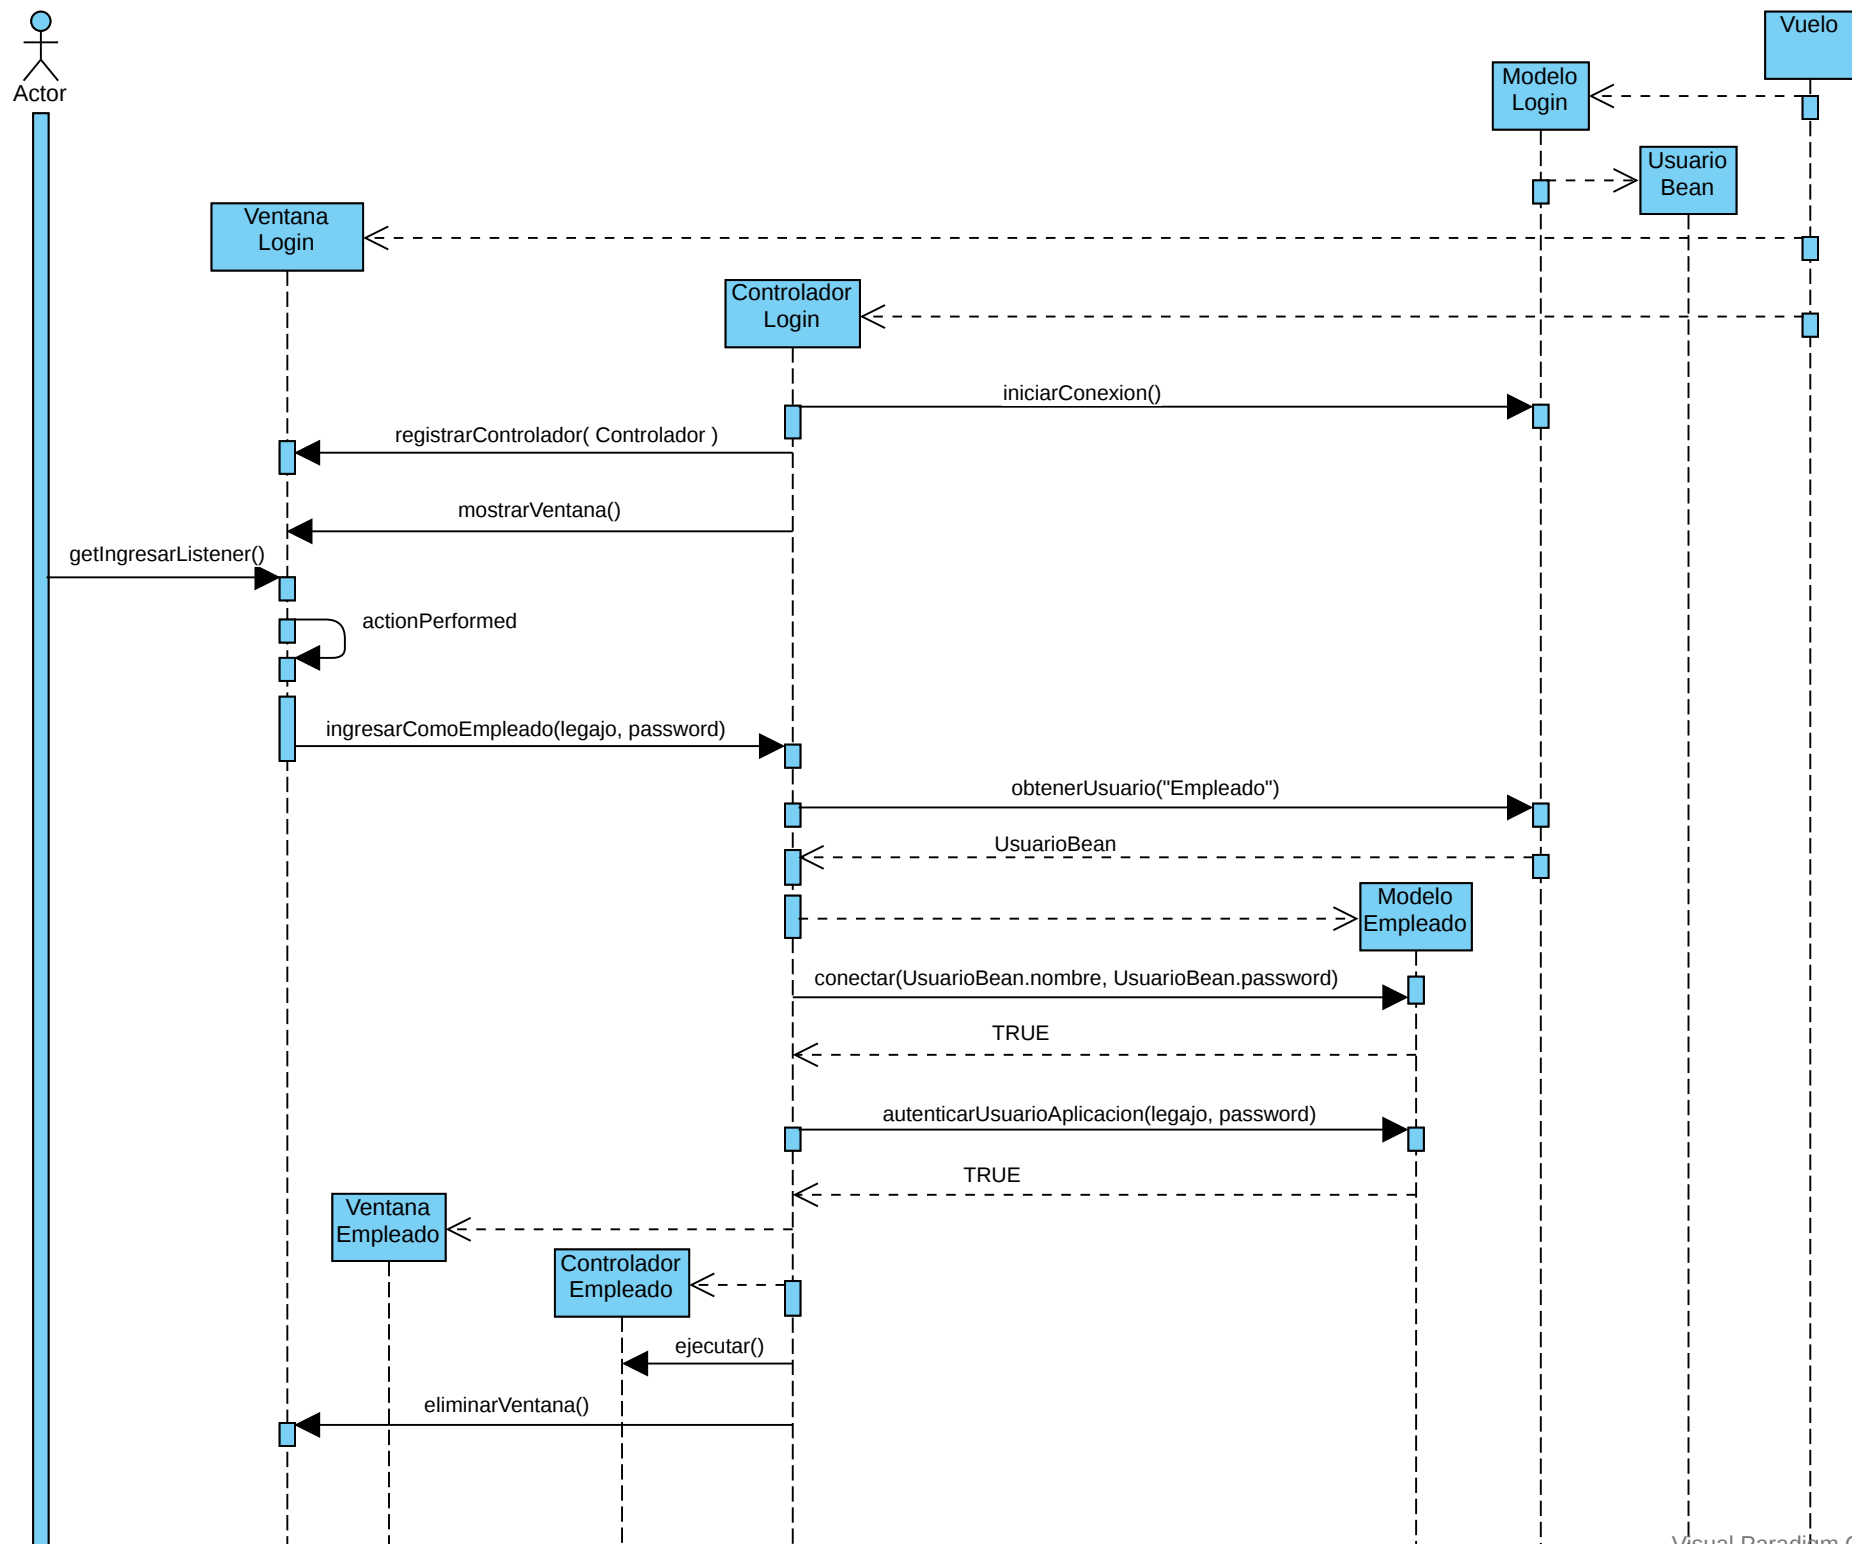 Vuelo
Actor
Modelo
Login
Usuario
Bean
Ventana
Login
Controlador
Login
iniciarConexion()
registrarControlador( Controlador )
mostrarVentana()
getIngresarListener()
actionPerformed
ingresarComoEmpleado(legajo, password)
obtenerUsuario("Empleado")
UsuarioBean
Modelo
Empleado
conectar(UsuarioBean.nombre, UsuarioBean.password)
TRUE
autenticarUsuarioAplicacion(legajo, password)
TRUE
Ventana
Empleado
Controlador
Empleado
ejecutar()
eliminarVentana()
Visual Paradigm